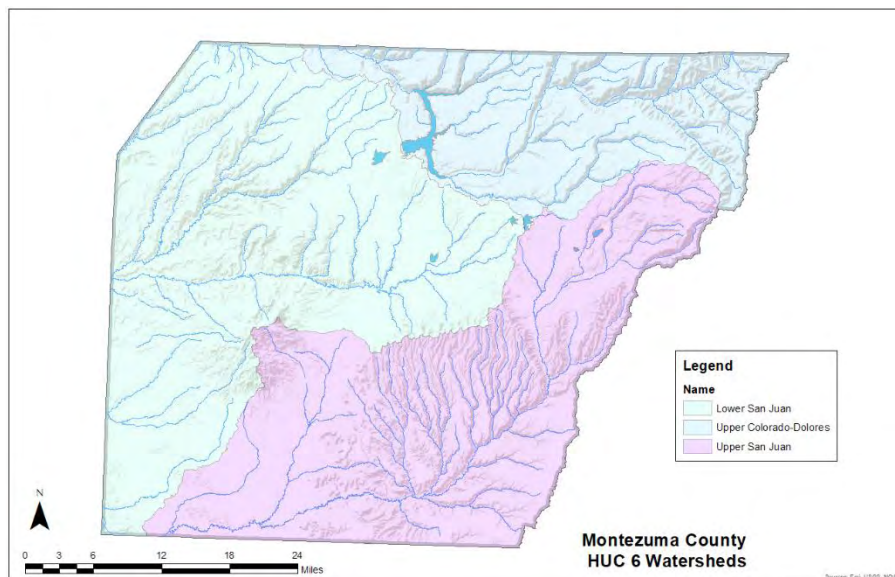 Legend
Name
Lower San Juan
Upper Colorado-Dolores
Upper San Juan
N
0 3 6 12 18 24
Miles
Montezuma County
HUC 6 Watersheds